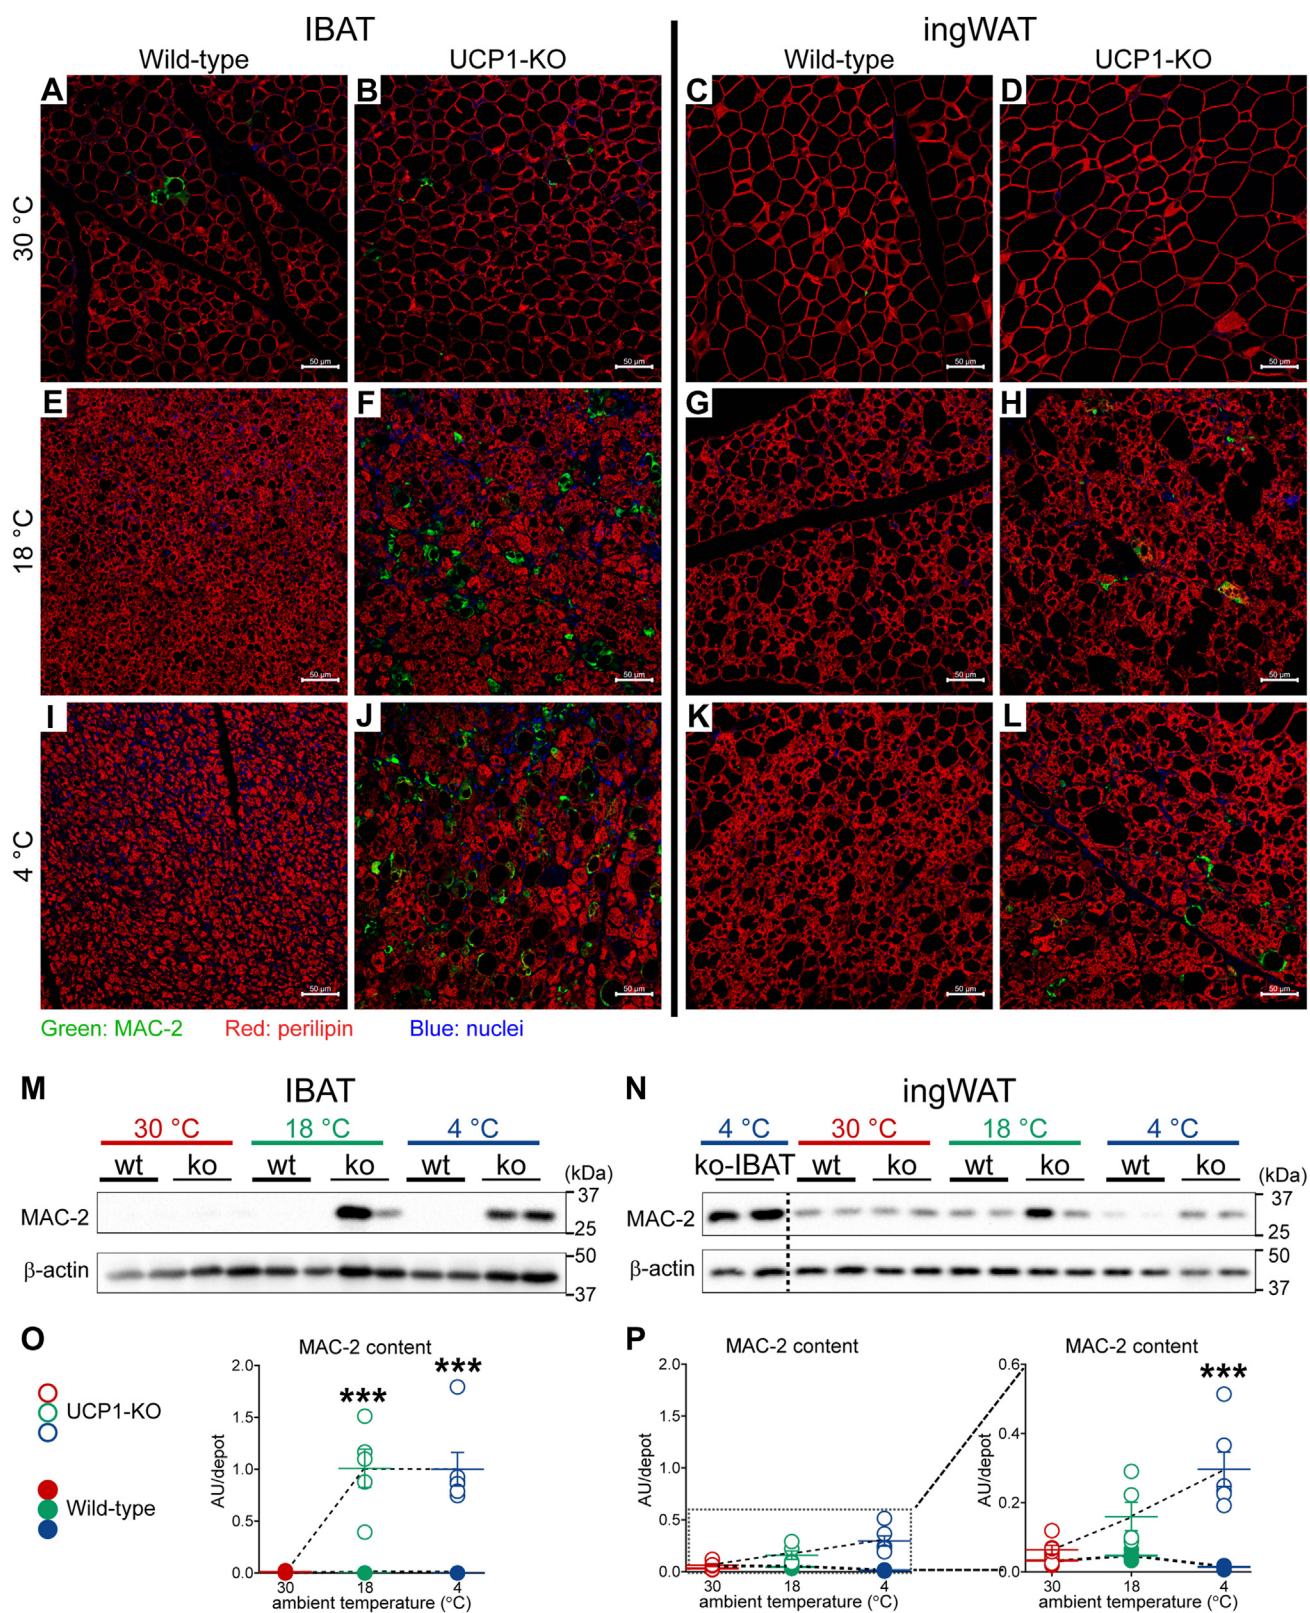 IBAT ingWAT
Wild-type UCP1-KO Wild-type UCP1-KO
A B C D
30 °C
50 µm 50 µm 50 µm 50 µm
E F G H
18 °C
50 µm 50 µm 50 µm 50 µm
I J K L
4 °C
50 µm 50 µm 50 µm 50 µm
Green: MAC-2 Red: perilipin Blue: nuclei
M IBAT
30 °C 18 °C 4 °C
wt ko wt ko wt ko (kDa)
MAC-2 37
25
β-actin 50
37
N ingWAT
4 °C 30 °C 18 °C 4 °C
ko-IBAT wt ko wt ko wt ko (kDa)
MAC-2 37
25
β-actin 50
37
O
UCP1-KO
Wild-type
MAC-2 content
AU/depot
2.0
1.5
1.0
0.5
0.0
*** ***
30 18 4
ambient temperature (°C)
P
MAC-2 content
AU/depot
2.0
1.5
1.0
0.5
0.0
30 18 4
ambient temperature (°C)
MAC-2 content
AU/depot
0.6
0.4
0.2
0.0
***
30 18 4
ambient temperature (°C)